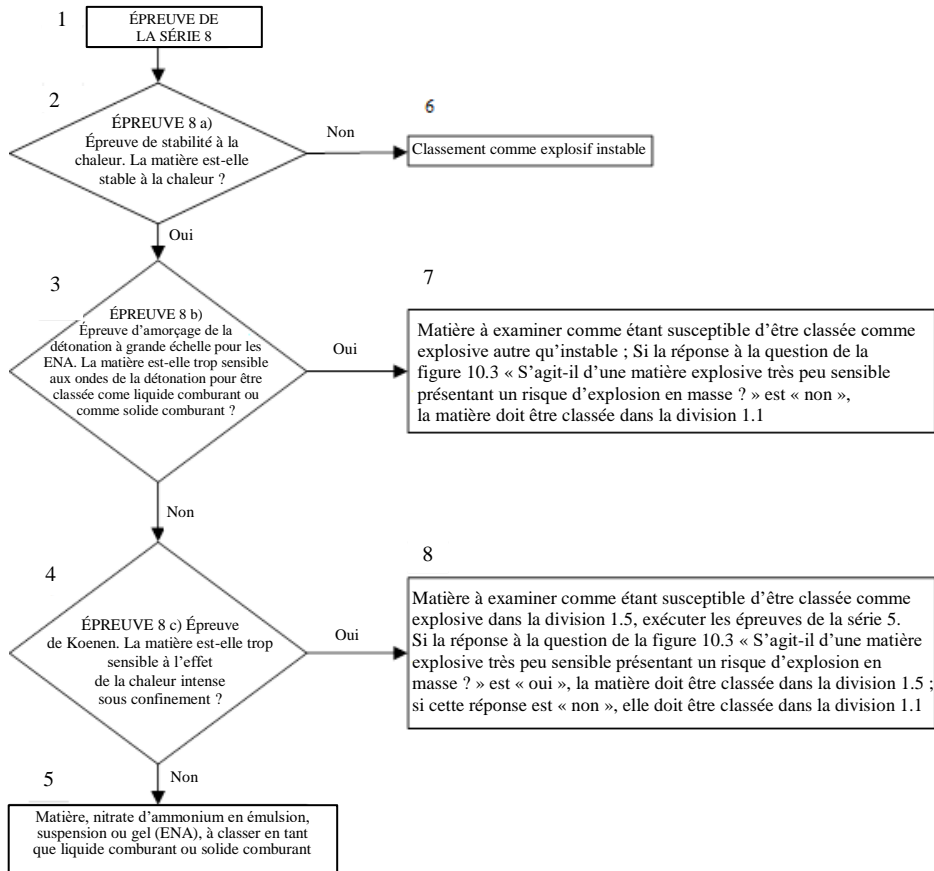 1
ÉPREUVE DE
LA SÉRIE 8
2
ÉPREUVE 8 a)
Épreuve de stabilité à la
chaleur. La matière est-elle
stable à la chaleur ?
Non
6
Classement comme explosif instable
Oui
3
ÉPREUVE 8 b)
Épreuve d’amorçage de la
détonation à grande échelle pour les
ENA. La matière est-elle trop sensible
aux ondes de la détonation pour être
classée come liquide comburant ou
comme solide comburant ?
Oui
7
Matière à examiner comme étant susceptible d’être classée comme
explosive autre qu’instable ; Si la réponse à la question de la
figure 10.3 « S’agit-il d’une matière explosive très peu sensible
présentant un risque d’explosion en masse ? » est « non »,
la matière doit être classée dans la division 1.1
Non
4
ÉPREUVE 8 c) Épreuve
de Koenen. La matière est-elle trop
sensible à l’effet
de la chaleur intense
sous confinement ?
Oui
8
Matière à examiner comme étant susceptible d’être classée comme
explosive dans la division 1.5, exécuter les épreuves de la série 5.
Si la réponse à la question de la figure 10.3 « S’agit-il d’une matière
explosive très peu sensible présentant un risque d’explosion en
masse ? » est « oui », la matière doit être classée dans la division 1.5 ;
si cette réponse est « non », elle doit être classée dans la division 1.1
Non
5
Matière, nitrate d’ammonium en émulsion,
suspension ou gel (ENA), à classer en tant
que liquide comburant ou solide comburant